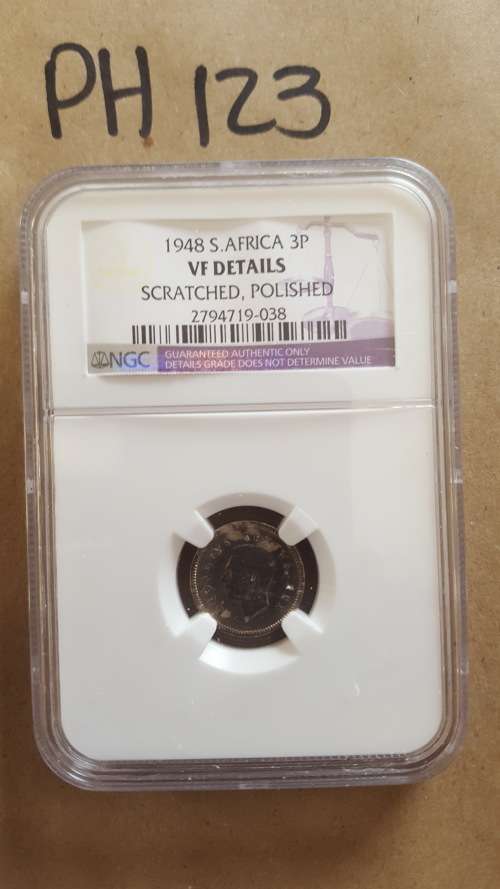 PH 123
1948 S.AFRICA 3P
VF DETAILS
SCRATCHED, POLISHED
2794719-038
NGC
GUARANTEED AUTHENTIC ONLY
DETAILS GRADE DOES NOT DETERMINE VALUE